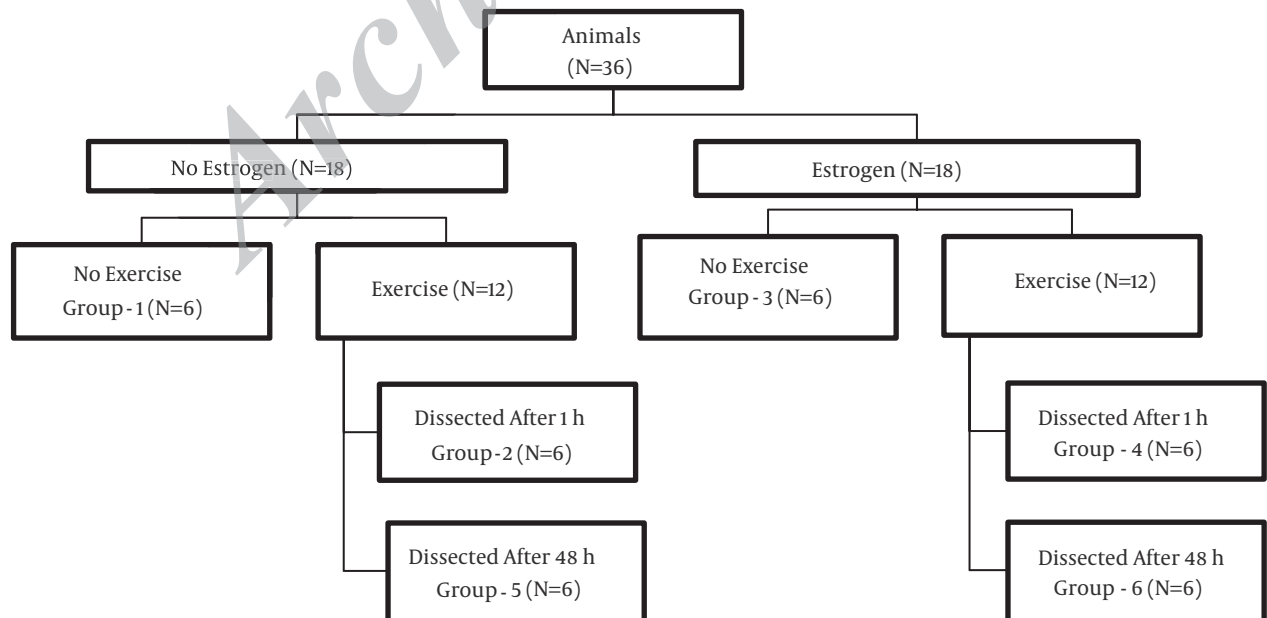 Animals
(N=36)
No Estrogen (N=18)
Estrogen (N=18)
No Exercise
Group - 1 (N=6)
Exercise (N=12)
No Exercise
Group - 3 (N=6)
Exercise (N=12)
Dissected After 1 h
Group - 2 (N=6)
Dissected After 1 h
Group - 4 (N=6)
Dissected After 48 h
Group - 5 (N=6)
Dissected After 48 h
Group - 6 (N=6)